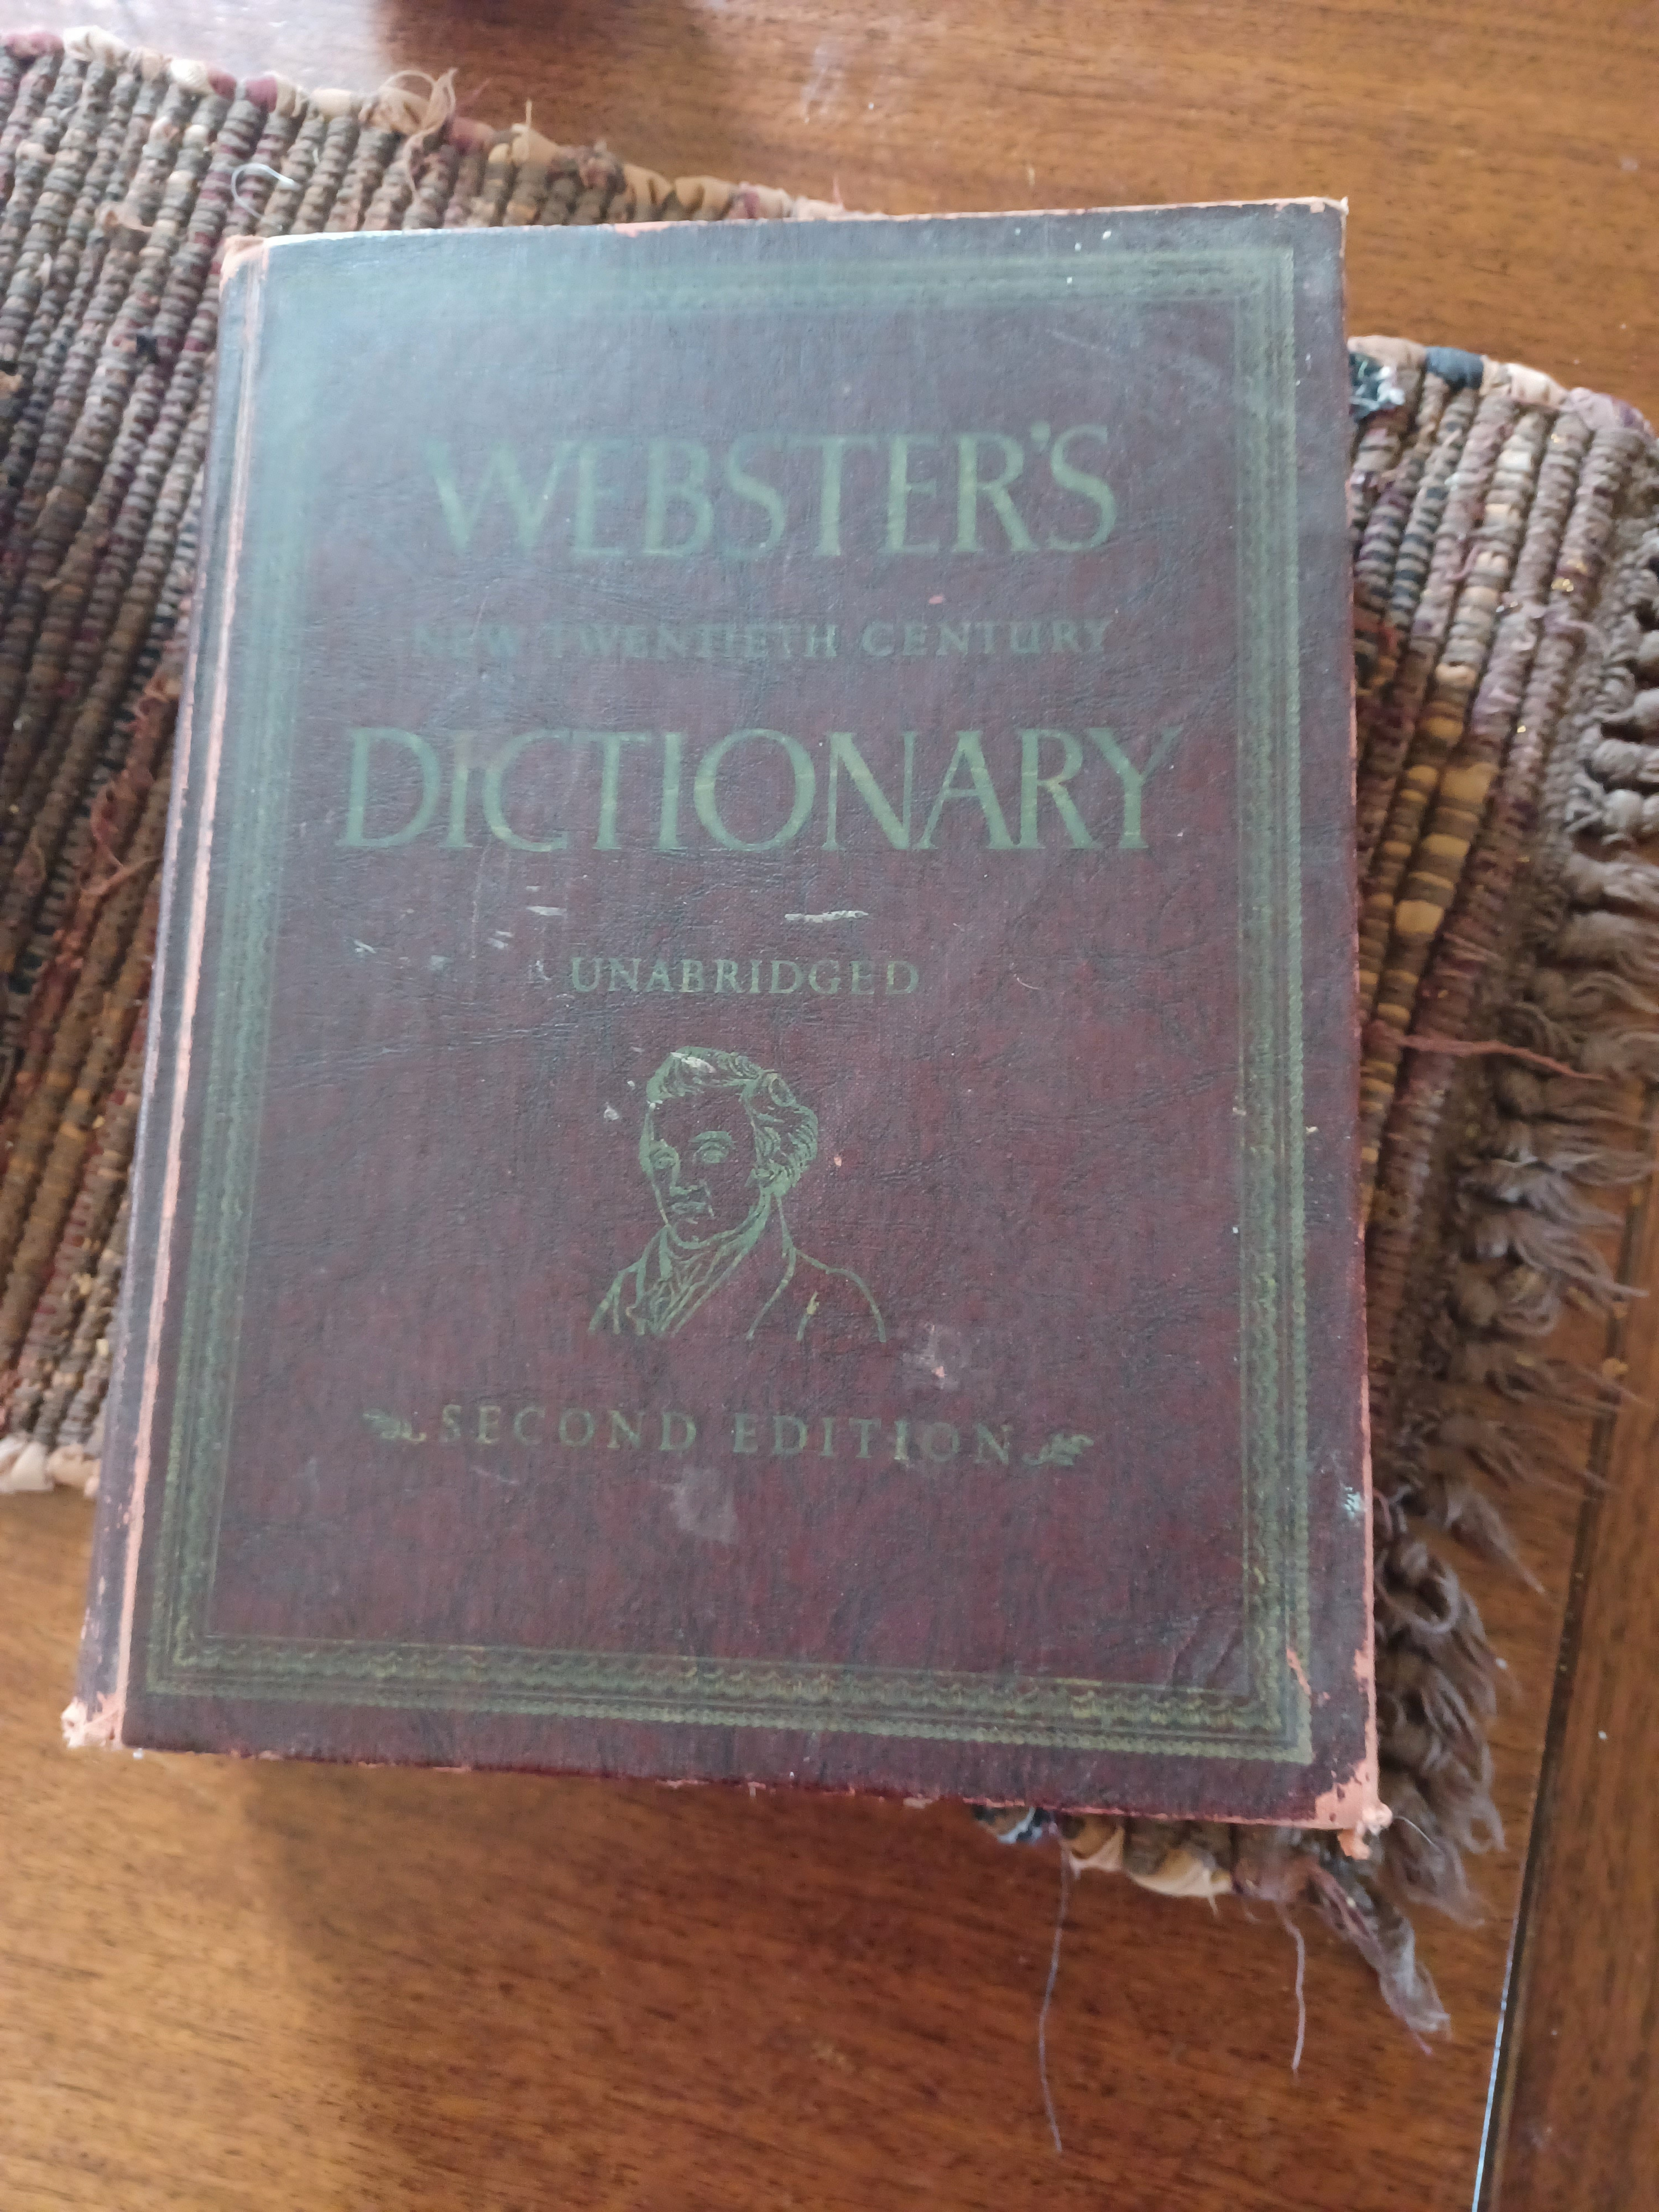 WEBSTER'S
NEW TWENTIETH CENTURY
DICTIONARY
UNABRIDGED
SECOND EDITION